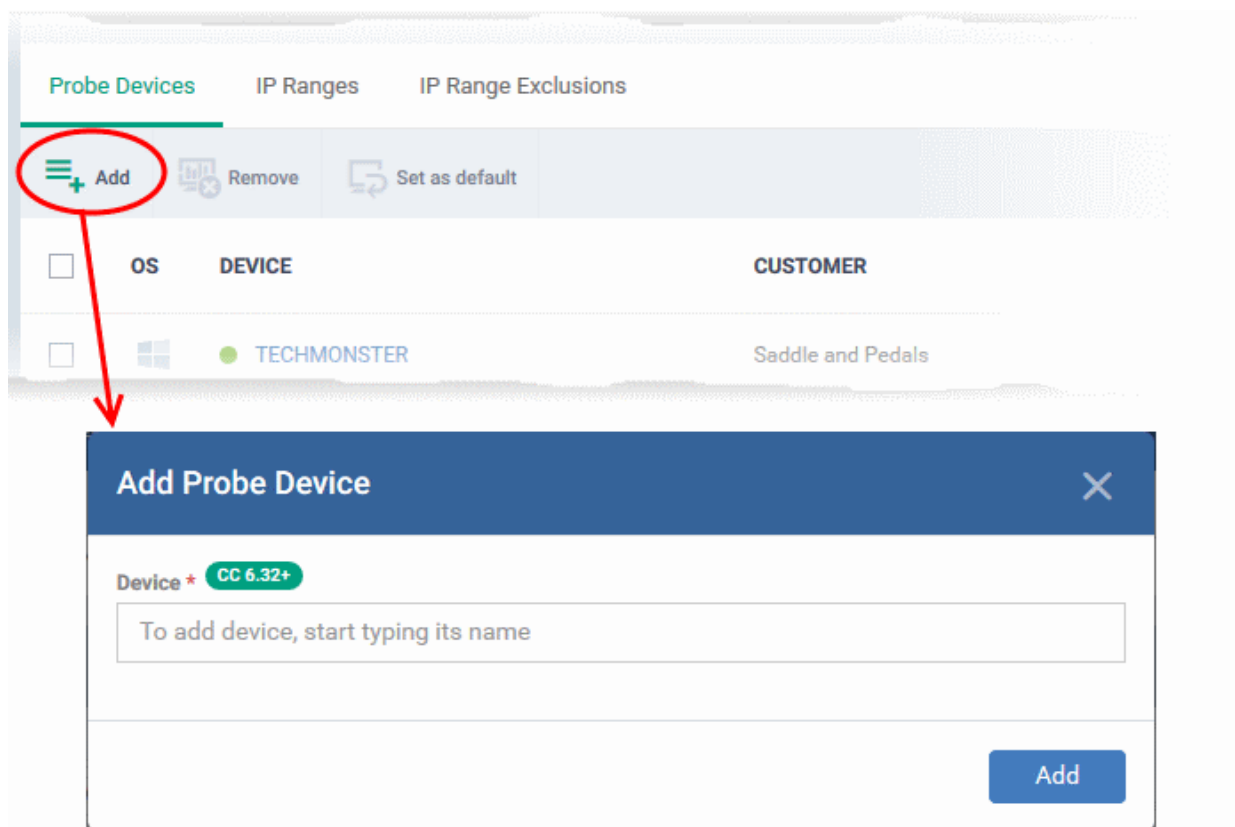 Probe Devices IP Ranges IP Range Exclusions
Add Remove Set as default
OS DEVICE CUSTOMER
TECHMONSTER Saddle and Pedals
Add Probe Device
Device * CC 6.32+
To add device, start typing its name
Add